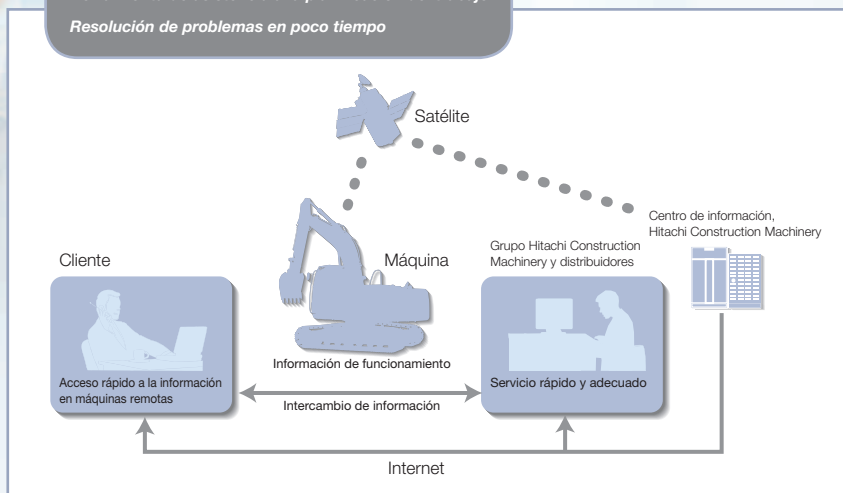 Resolución de problemas en poco tiempo
Satélite
Centro de información,
Hitachi Construction Machinery
Grupo Hitachi Construction
Machinery y distribuidores
Cliente
Máquina
Información de funcionamiento
Acceso rápido a la información
en máquinas remotas
Servicio rápido y adecuado
Intercambio de información
Internet